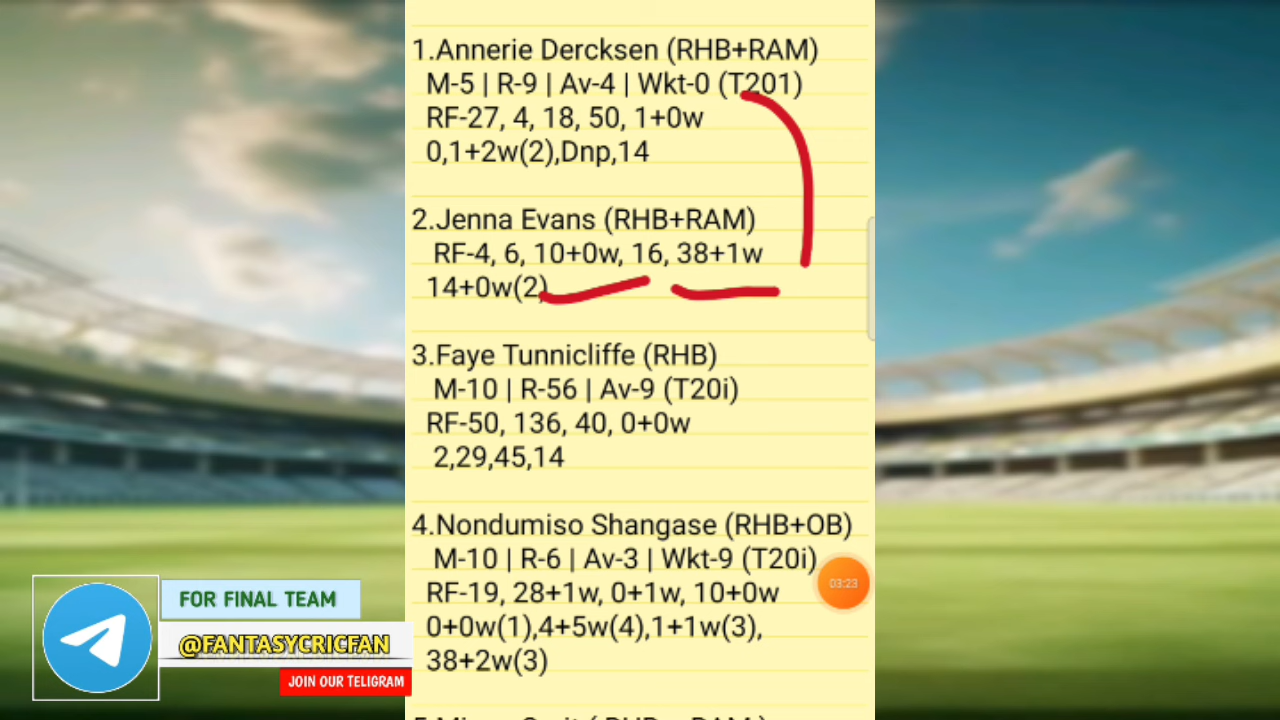 1.Annerie Dercksen (RHB+RAM)
M-5 | R-9 | Av-4 | Wkt-0 (T201)
RF-27, 4, 18, 50, 1+0w
0,1+2w(2),Dnp,14
2.Jenna Evans (RHB+RAM)
RF-4, 6, 10+0w, 16, 38+1w
14+0w(2)
3.Faye Tunnicliffe (RHB)
M-10 | R-56 | Av-9 (T20i)
RF-50, 136, 40, 0+0w
2,29,45,14
4.Nondumiso Shangase (RHB+OB)
M-10 | R-6 | Av-3 | Wkt-9 (T20i)
RF-19, 28+1w, 0+1w, 10+0w
0+0w(1),4+5w(4),1+1w(3),
38+2w(3)
03:23
FOR FINAL TEAM
@FANTASYCRICFAN
JOIN OUR TELIGRAM